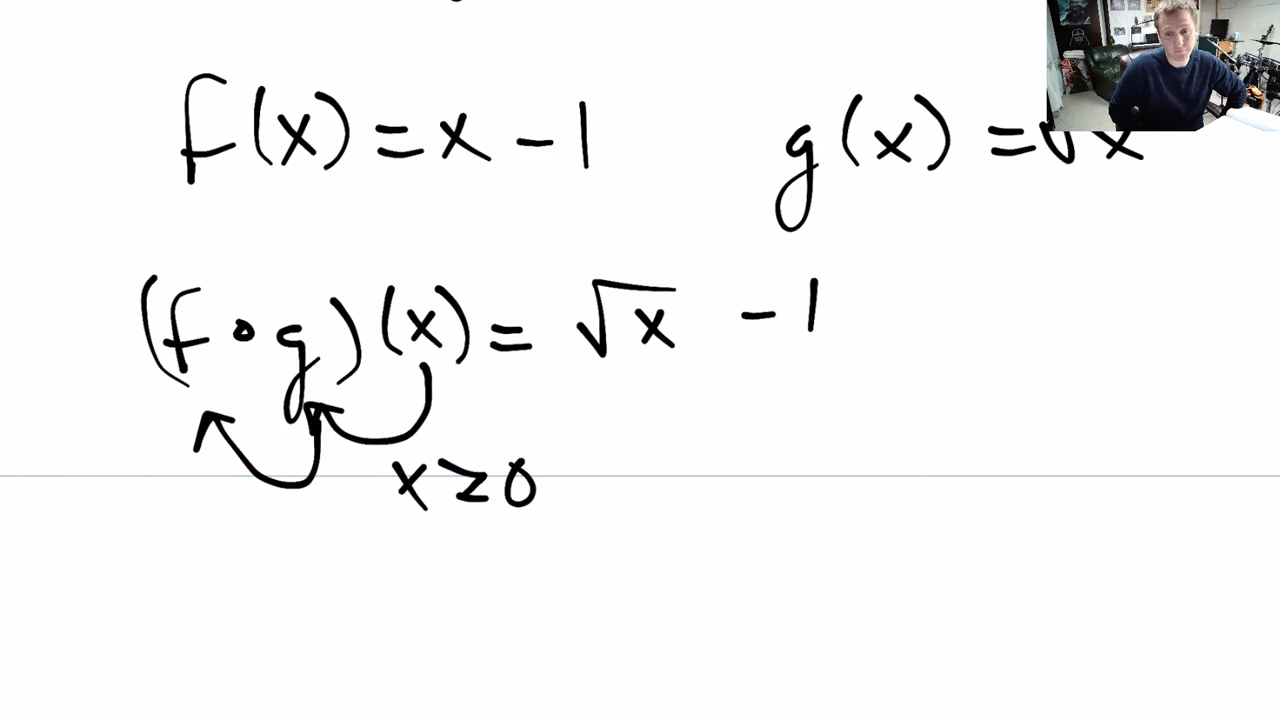 f(x) = x - 1 g(x) = √x
(f∘g)(x) = √x - 1
x ≥ 0